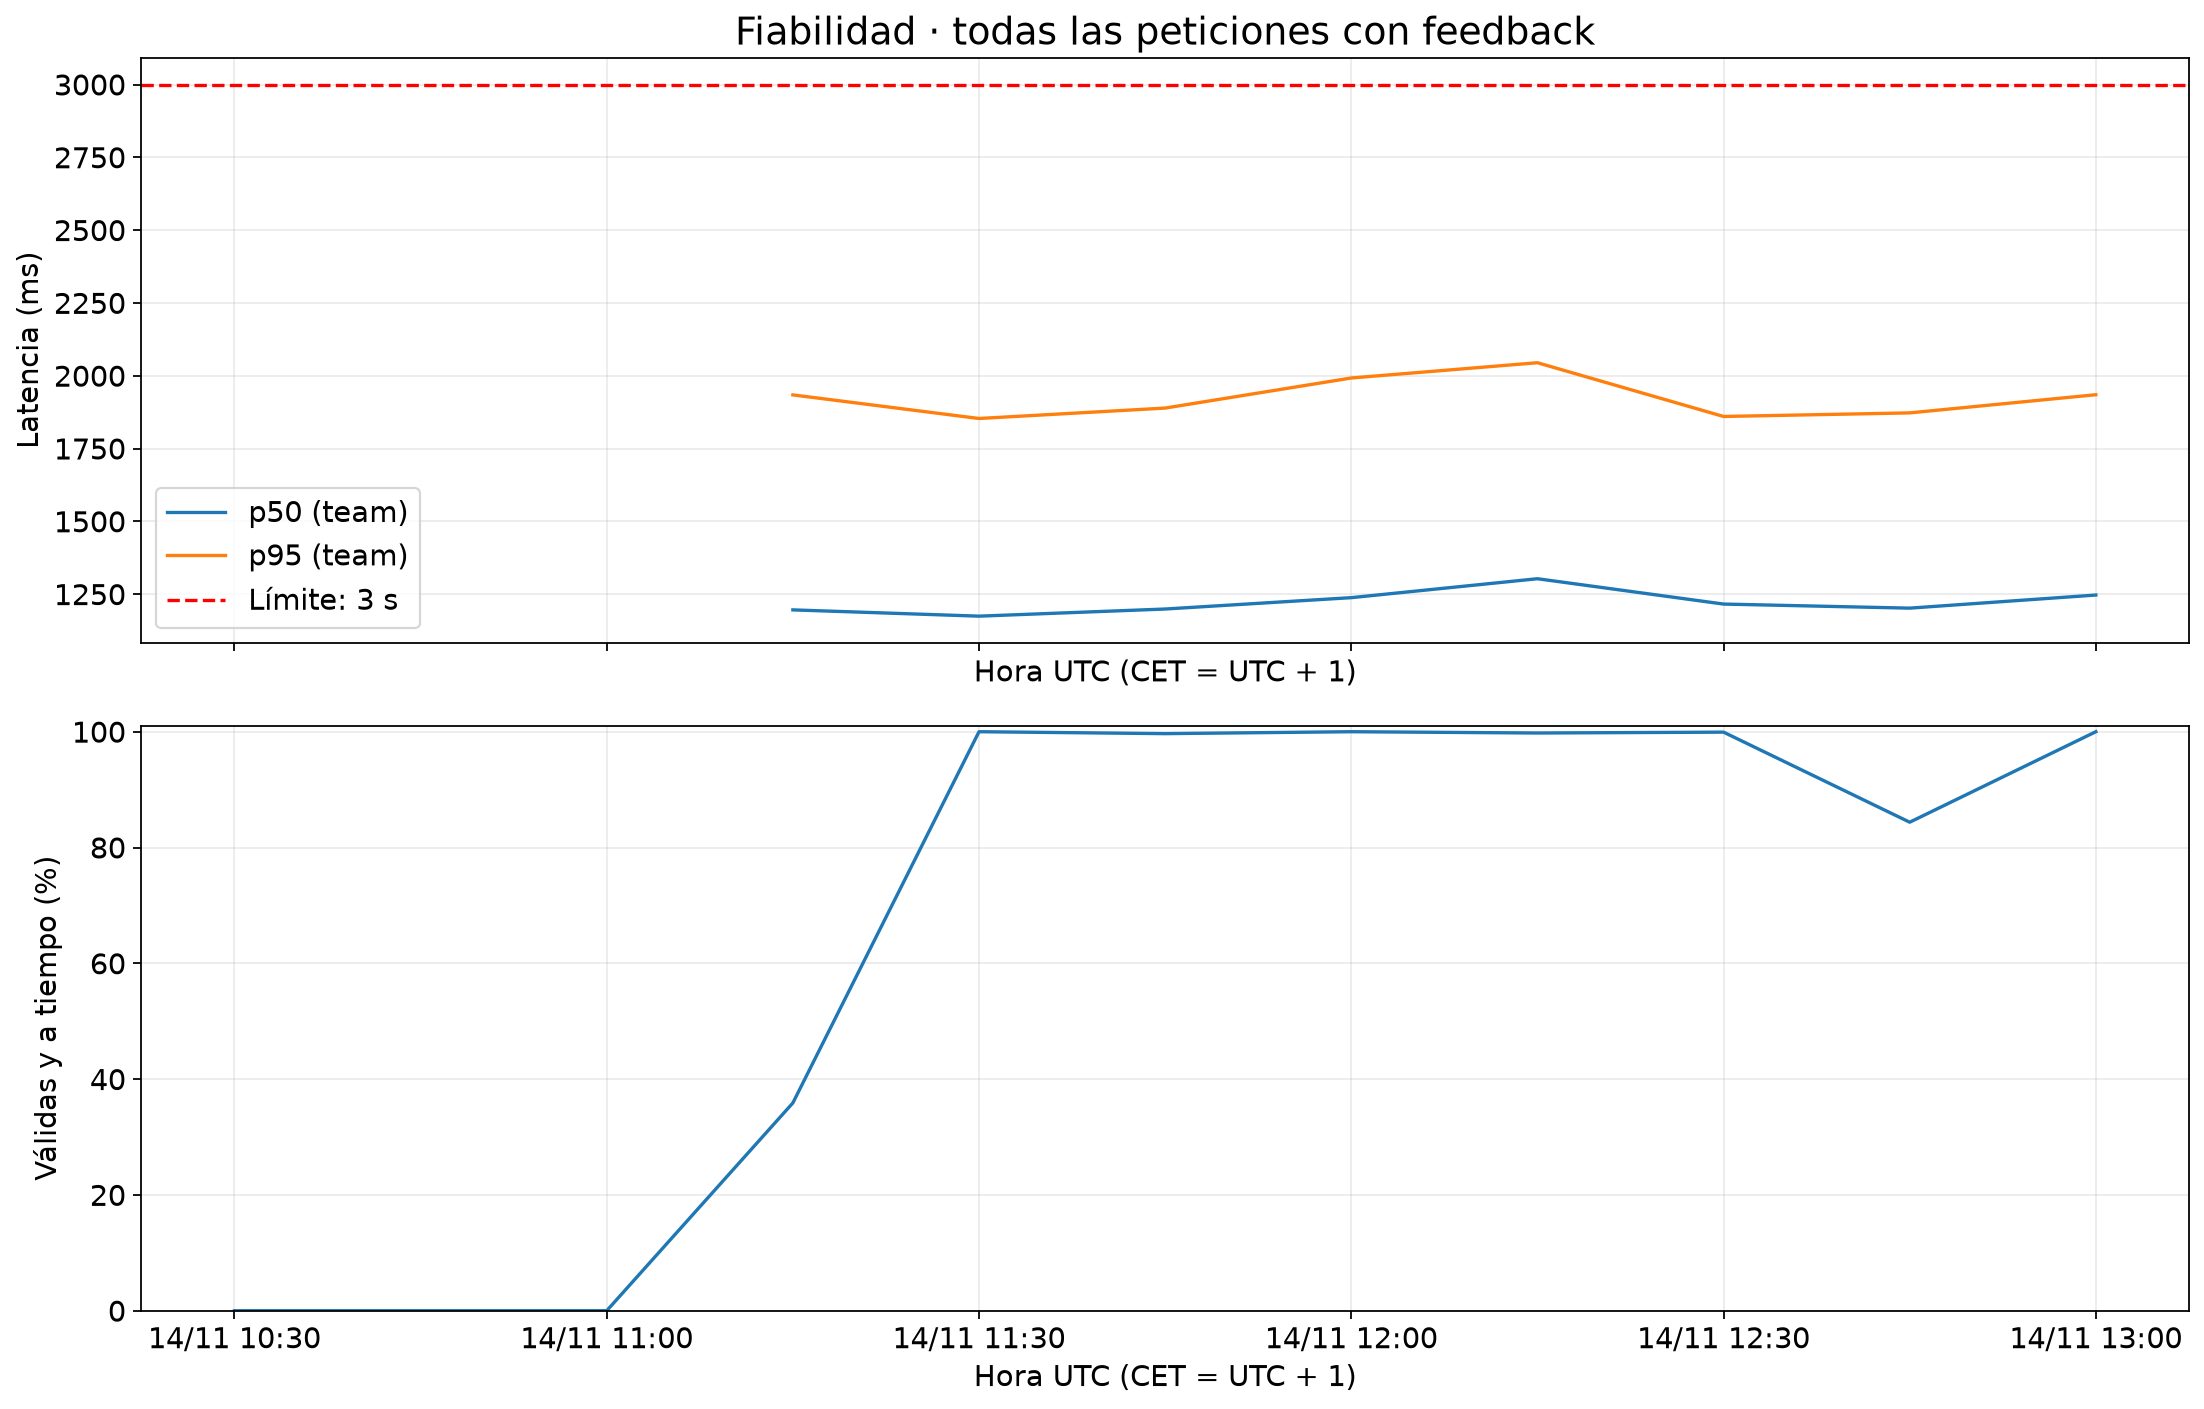 Fiabilidad · todas las peticiones con feedback
Latencia (ms)
3000
2750
2500
2250
2000
1750
1500
1250
p50 (team)
p95 (team)
Límite: 3 s
Hora UTC (CET = UTC + 1)
Válidas y a tiempo (%)
100
80
60
40
20
0
14/11 10:30 14/11 11:00 14/11 11:30 14/11 12:00 14/11 12:30 14/11 13:00
Hora UTC (CET = UTC + 1)